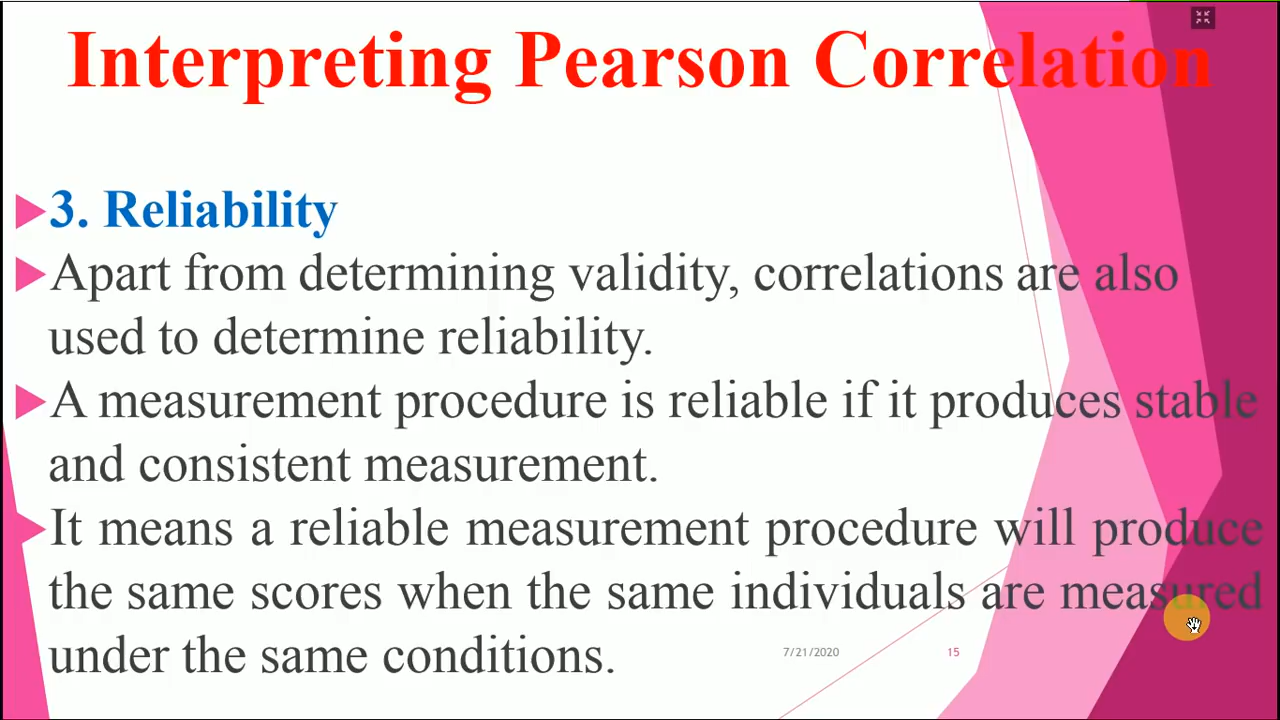 Interpreting Pearson Correlation
3. Reliability
Apart from determining validity, correlations are also
used to determine reliability.
A measurement procedure is reliable if it produces stable
and consistent measurement.
It means a reliable measurement procedure will produce
the same scores when the same individuals are measured
under the same conditions.
7/21/2020 15